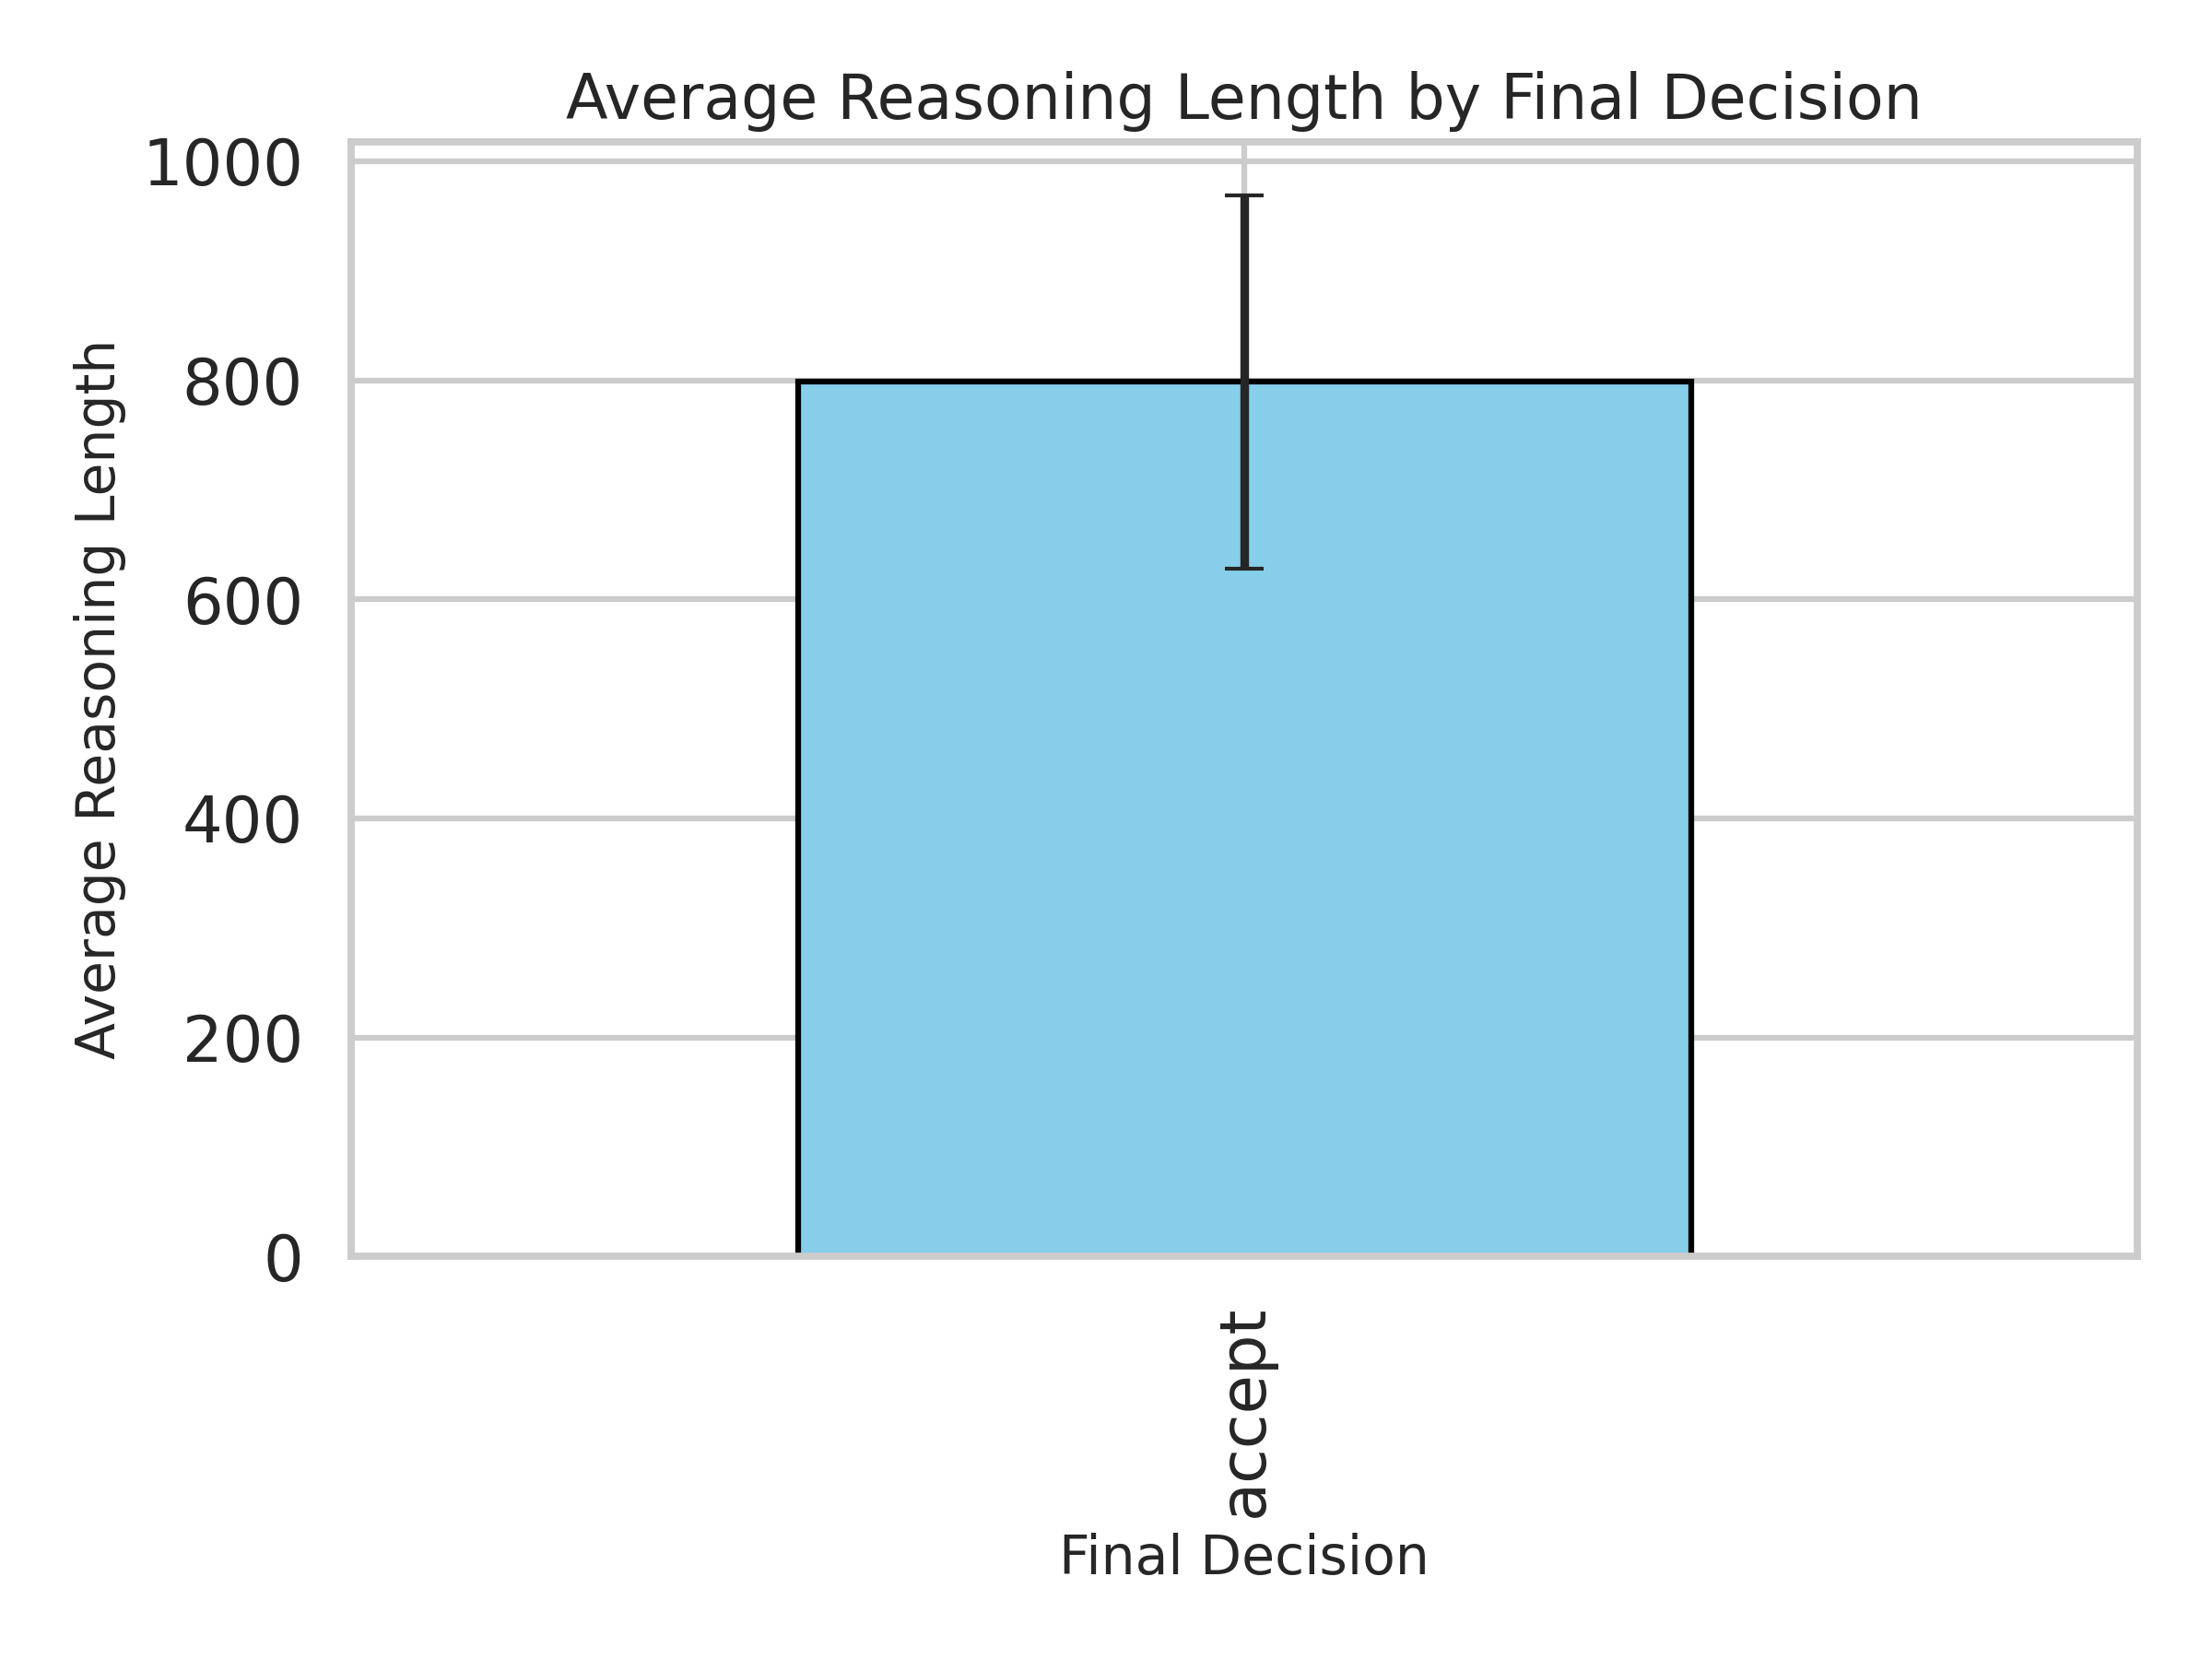 Average Reasoning Length by Final Decision
Average Reasoning Length
1000
800
600
400
200
0
accept
Final Decision